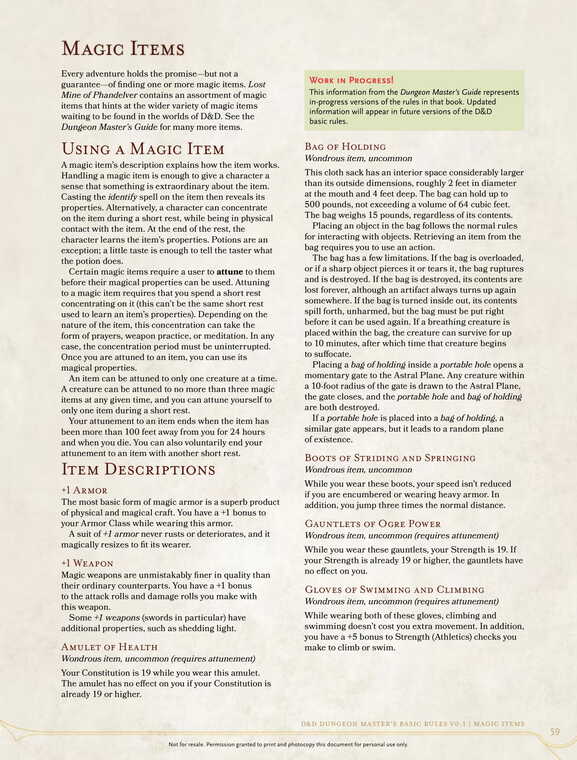 Magic Items
Every adventure holds the promise—but not a
guarantee—of finding one or more magic items. Lost
Mine of Phandelver contains an assortment of magic
items that hints at the wider variety of magic items
waiting to be found in the worlds of D&D. See the
Dungeon Master's Guide for many more items.
Using a Magic Item
A magic item's description explains how the item works.
Handling a magic item is enough to give a character a
sense that something is extraordinary about the item.
Casting the identify spell on the item then reveals its
properties. Alternatively, a character can concentrate
on the item during a short rest, while being in physical
contact with the item. At the end of the rest, the
character learns the item's properties. Potions are an
exception; a little taste is enough to tell the taster what
the potion does.
Certain magic items require a user to attune to them
before their magical properties can be used. Attuning
to a magic item requires that you spend a short rest
concentrating on it (this can't be the same short rest
used to learn an item's properties). Depending on the
nature of the item, this concentration can take the
form of prayers, weapon practice, or meditation. In any
case, the concentration period must be uninterrupted.
Once you are attuned to an item, you can use its
magical properties.
An item can be attuned to only one creature at a time.
A creature can be attuned to no more than three magic
items at any given time, and you can attune yourself to
only one item during a short rest.
Your attunement to an item ends when the item has
been more than 100 feet away from you for 24 hours
and when you die. You can also voluntarily end your
attunement to an item with another short rest.
Item Descriptions
+1 Armor
The most basic form of magic armor is a superb product
of physical and magical craft. You have a +1 bonus to
your Armor Class while wearing this armor.
A suit of +1 armor never rusts or deteriorates, and it
magically resizes to fit its wearer.
+1 Weapon
Magic weapons are unmistakably finer in quality than
their ordinary counterparts. You have a +1 bonus
to the attack rolls and damage rolls you make with
this weapon.
Some +1 weapons (swords in particular) have
additional properties, such as shedding light.
Amulet of Health
Wondrous item, uncommon (requires attunement)
Your Constitution is 19 while you wear this amulet.
The amulet has no effect on you if your Constitution is
already 19 or higher.
Work in Progress!
This information from the Dungeon Master's Guide represents
in-progress versions of the rules in that book. Updated
information will appear in future versions of the D&D
basic rules.
Bag of Holding
Wondrous item, uncommon
This cloth sack has an interior space considerably larger
than its outside dimensions, roughly 2 feet in diameter
at the mouth and 4 feet deep. The bag can hold up to
500 pounds, not exceeding a volume of 64 cubic feet.
The bag weighs 15 pounds, regardless of its contents.
Placing an object in the bag follows the normal rules
for interacting with objects. Retrieving an item from the
bag requires you to use an action.
The bag has a few limitations. If the bag is overloaded,
or if a sharp object pierces it or tears it, the bag ruptures
and is destroyed. If the bag is destroyed, its contents are
lost forever, although an artifact always turns up again
somewhere. If the bag is turned inside out, its contents
spill forth, unharmed, but the bag must be put right
before it can be used again. If a breathing creature is
placed within the bag, the creature can survive for up
to 10 minutes, after which time that creature begins
to suffocate.
Placing a bag of holding inside a portable hole opens a
momentary gate to the Astral Plane. Any creature within
a 10-foot radius of the gate is drawn to the Astral Plane,
the gate closes, and the portable hole and bag of holding
are both destroyed.
If a portable hole is placed into a bag of holding, a
similar gate appears, but it leads to a random plane
of existence.
Boots of Striding and Springing
Wondrous item, uncommon
While you wear these boots, your speed isn't reduced
if you are encumbered or wearing heavy armor. In
addition, you jump three times the normal distance.
Gauntlets of Ogre Power
Wondrous item, uncommon (requires attunement)
While you wear these gauntlets, your Strength is 19. If
your Strength is already 19 or higher, the gauntlets have
no effect on you.
Gloves of Swimming and Climbing
Wondrous item, uncommon (requires attunement)
While wearing both of these gloves, climbing and
swimming doesn't cost you extra movement. In addition,
you have a +5 bonus to Strength (Athletics) checks you
make to climb or swim.
D&D Dungeon Master's Basic Rules v0.1 | Magic Items
59
Not for resale. Permission granted to print and photocopy this document for personal use only.